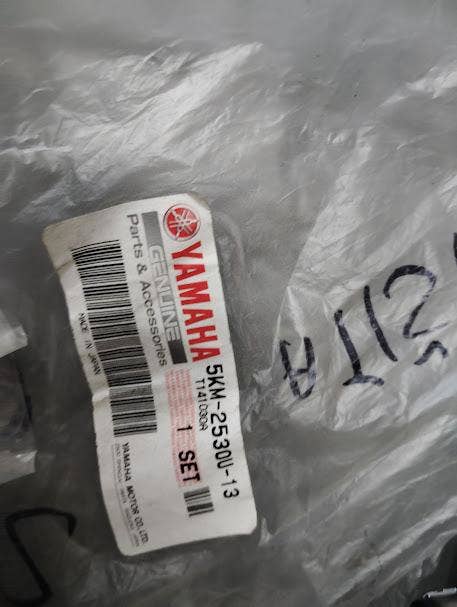 YAMAHA
GENUINE
Parts & Accessories
MADE IN JAPAN
5KM-2530U-13
T141030A
1 SET
YAMAHA MOTOR CO.,LTD.